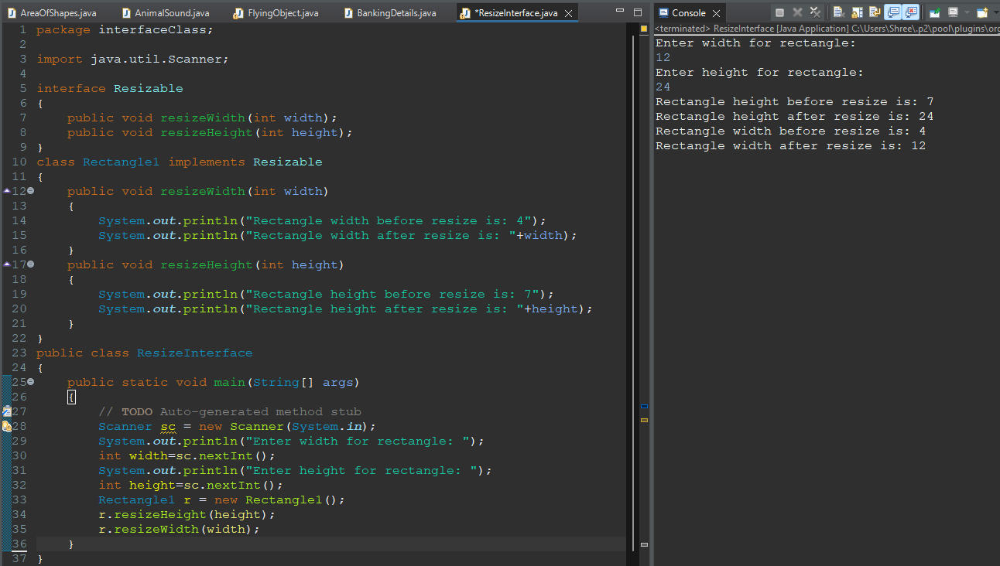 AreaOfShapes.java AnimalSound.java FlyingObject.java BankingDetails.java *ResizeInterface.java
1 package interfaceClass;
2
3 import java.util.Scanner;
4
5 interface Resizable
6 {
7     public void resizeWidth(int width);
8     public void resizeHeight(int height);
9 }
10 class Rectangle1 implements Resizable
11 {
12     public void resizeWidth(int width)
13     {
14         System.out.println("Rectangle width before resize is: 4");
15         System.out.println("Rectangle width after resize is: "+width);
16     }
17     public void resizeHeight(int height)
18     {
19         System.out.println("Rectangle height before resize is: 7");
20         System.out.println("Rectangle height after resize is: "+height);
21     }
22 }
23 public class ResizeInterface
24 {
25     public static void main(String[] args)
26     {
27         // TODO Auto-generated method stub
28         Scanner sc = new Scanner(System.in);
29         System.out.println("Enter width for rectangle: ");
30         int width=sc.nextInt();
31         System.out.println("Enter height for rectangle: ");
32         int height=sc.nextInt();
33         Rectangle1 r = new Rectangle1();
34         r.resizeHeight(height);
35         r.resizeWidth(width);
36     }
37 }
Console
<terminated> ResizeInterface [Java Application] C:\Users\Shree\.p2\pool\plugins\org
Enter width for rectangle:
12
Enter height for rectangle:
24
Rectangle height before resize is: 7
Rectangle height after resize is: 24
Rectangle width before resize is: 4
Rectangle width after resize is: 12